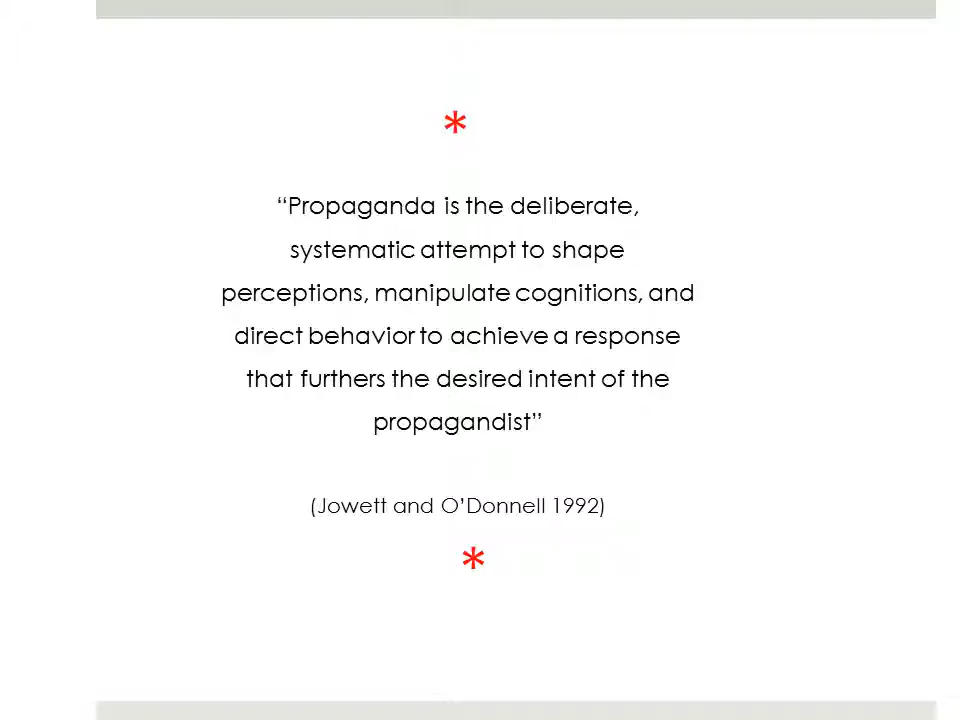 *
“Propaganda is the deliberate,
systematic attempt to shape
perceptions, manipulate cognitions, and
direct behavior to achieve a response
that furthers the desired intent of the
propagandist”
(Jowett and O’Donnell 1992)
*